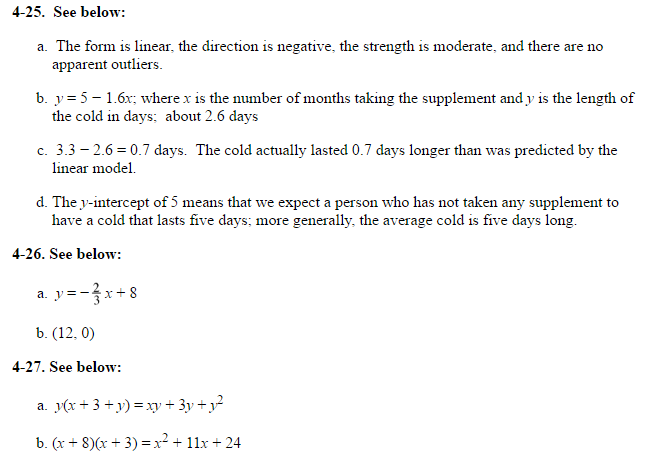 4-25. See below:
a. The form is linear, the direction is negative, the strength is moderate, and there are no
apparent outliers.
b. y = 5 − 1.6x; where x is the number of months taking the supplement and y is the length of
the cold in days; about 2.6 days
c. 3.3 − 2.6 = 0.7 days. The cold actually lasted 0.7 days longer than was predicted by the
linear model.
d. The y-intercept of 5 means that we expect a person who has not taken any supplement to
have a cold that lasts five days; more generally, the average cold is five days long.
4-26. See below:
a. y = −2/3 x + 8
b. (12, 0)
4-27. See below:
a. y(x + 3 + y) = xy + 3y + y²
b. (x + 8)(x + 3) = x² + 11x + 24